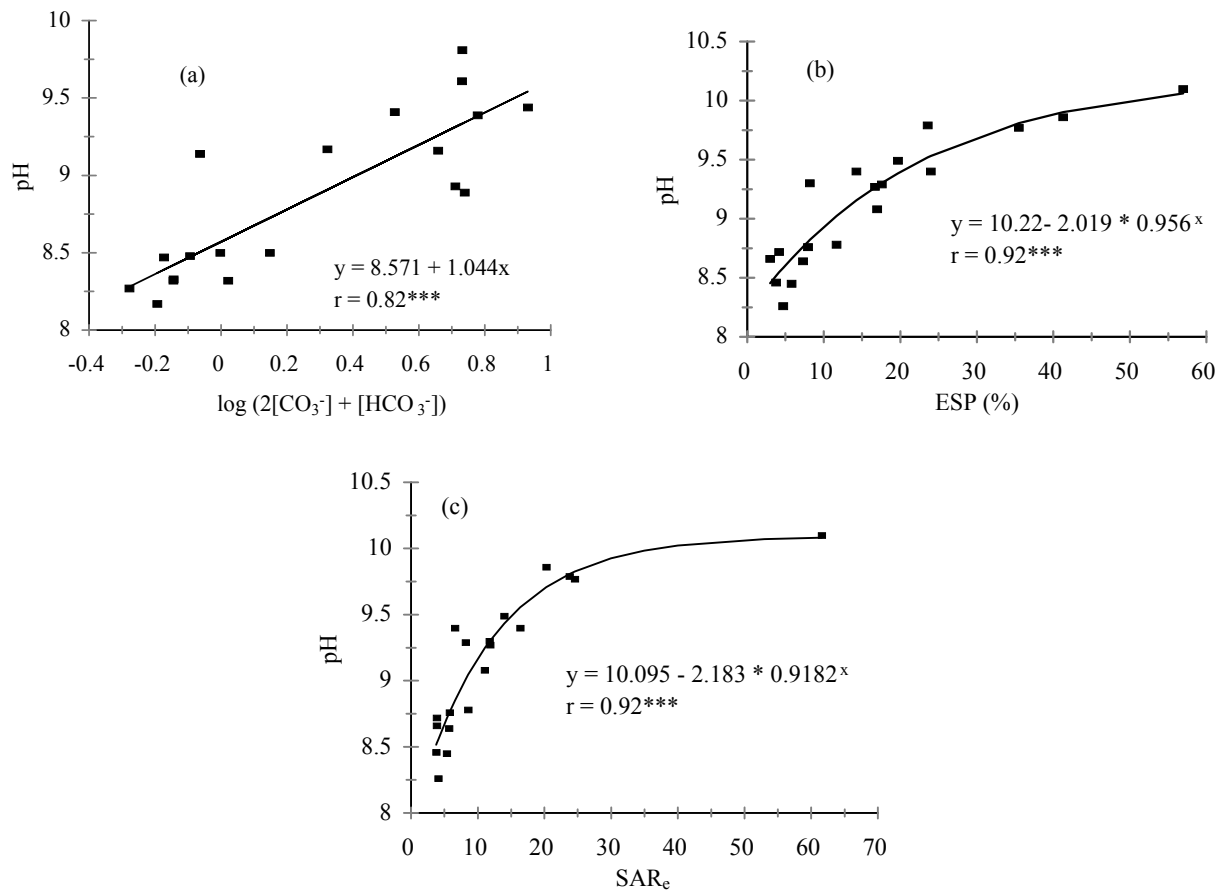 10
9.5
9
8.5
8
pH
(a)
y = 8.571 + 1.044x
r = 0.82***
-0.4 -0.2 0 0.2 0.4 0.6 0.8 1
log (2[CO₃⁻] + [HCO₃⁻])
10.5
10
9.5
9
8.5
8
pH
(b)
y = 10.22- 2.019 * 0.956ˣ
r = 0.92***
0 10 20 30 40 50 60
ESP (%)
10.5
10
9.5
9
8.5
8
pH
(c)
y = 10.095 - 2.183 * 0.9182ˣ
r = 0.92***
0 10 20 30 40 50 60 70
SARₑ